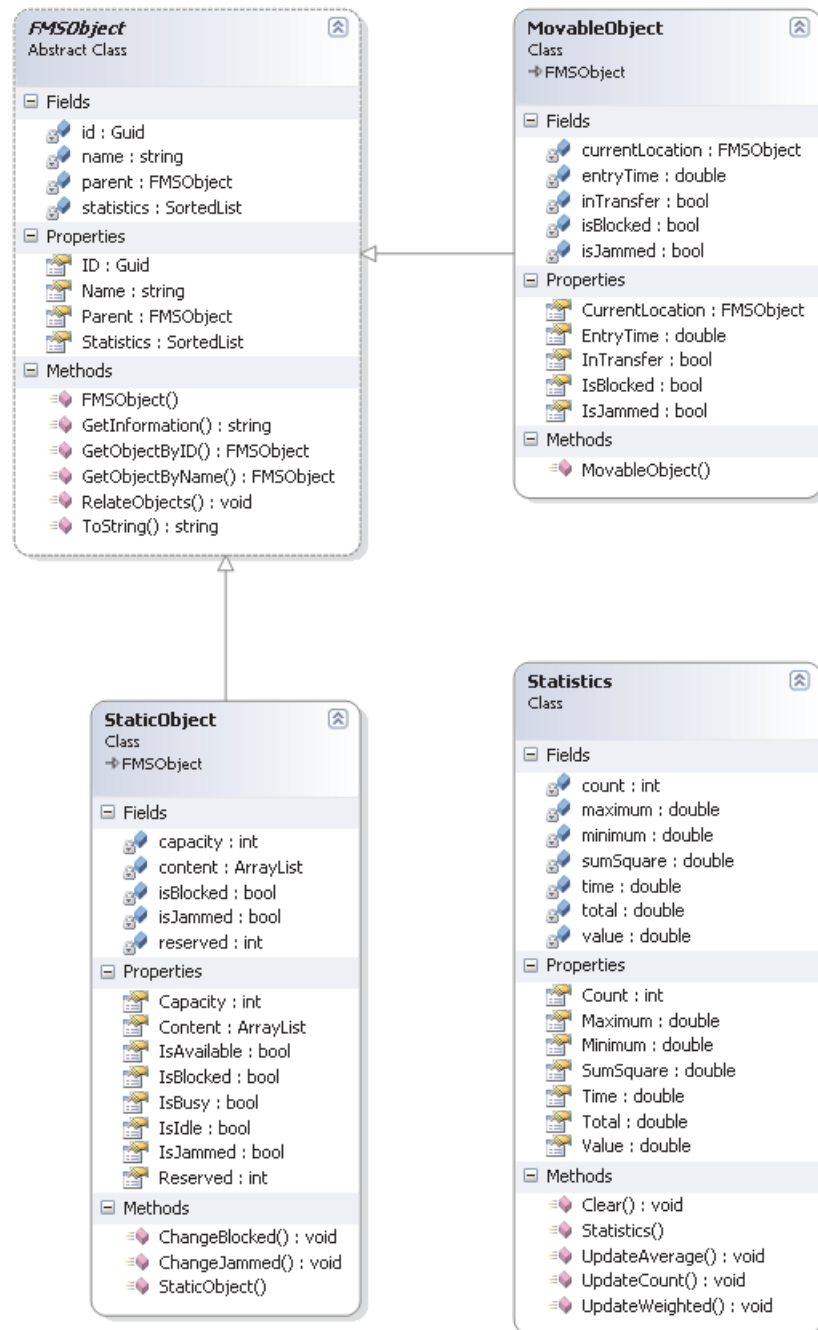 FMSObject
Abstract Class
Fields
id : Guid
name : string
parent : FMSObject
statistics : SortedList
Properties
ID : Guid
Name : string
Parent : FMSObject
Statistics : SortedList
Methods
FMSObject()
GetInformation() : string
GetObjectByID() : FMSObject
GetObjectByName() : FMSObject
RelateObjects() : void
ToString() : string
MovableObject
Class
FMSObject
Fields
currentLocation : FMSObject
entryTime : double
inTransfer : bool
isBlocked : bool
isJammed : bool
Properties
CurrentLocation : FMSObject
EntryTime : double
InTransfer : bool
IsBlocked : bool
IsJammed : bool
Methods
MovableObject()
StaticObject
Class
FMSObject
Fields
capacity : int
content : ArrayList
isBlocked : bool
isJammed : bool
reserved : int
Properties
Capacity : int
Content : ArrayList
IsAvailable : bool
IsBlocked : bool
IsBusy : bool
IsIdle : bool
IsJammed : bool
Reserved : int
Methods
ChangeBlocked() : void
ChangeJammed() : void
StaticObject()
Statistics
Class
Fields
count : int
maximum : double
minimum : double
sumSquare : double
time : double
total : double
value : double
Properties
Count : int
Maximum : double
Minimum : double
SumSquare : double
Time : double
Total : double
Value : double
Methods
Clear() : void
Statistics()
UpdateAverage() : void
UpdateCount() : void
UpdateWeighted() : void